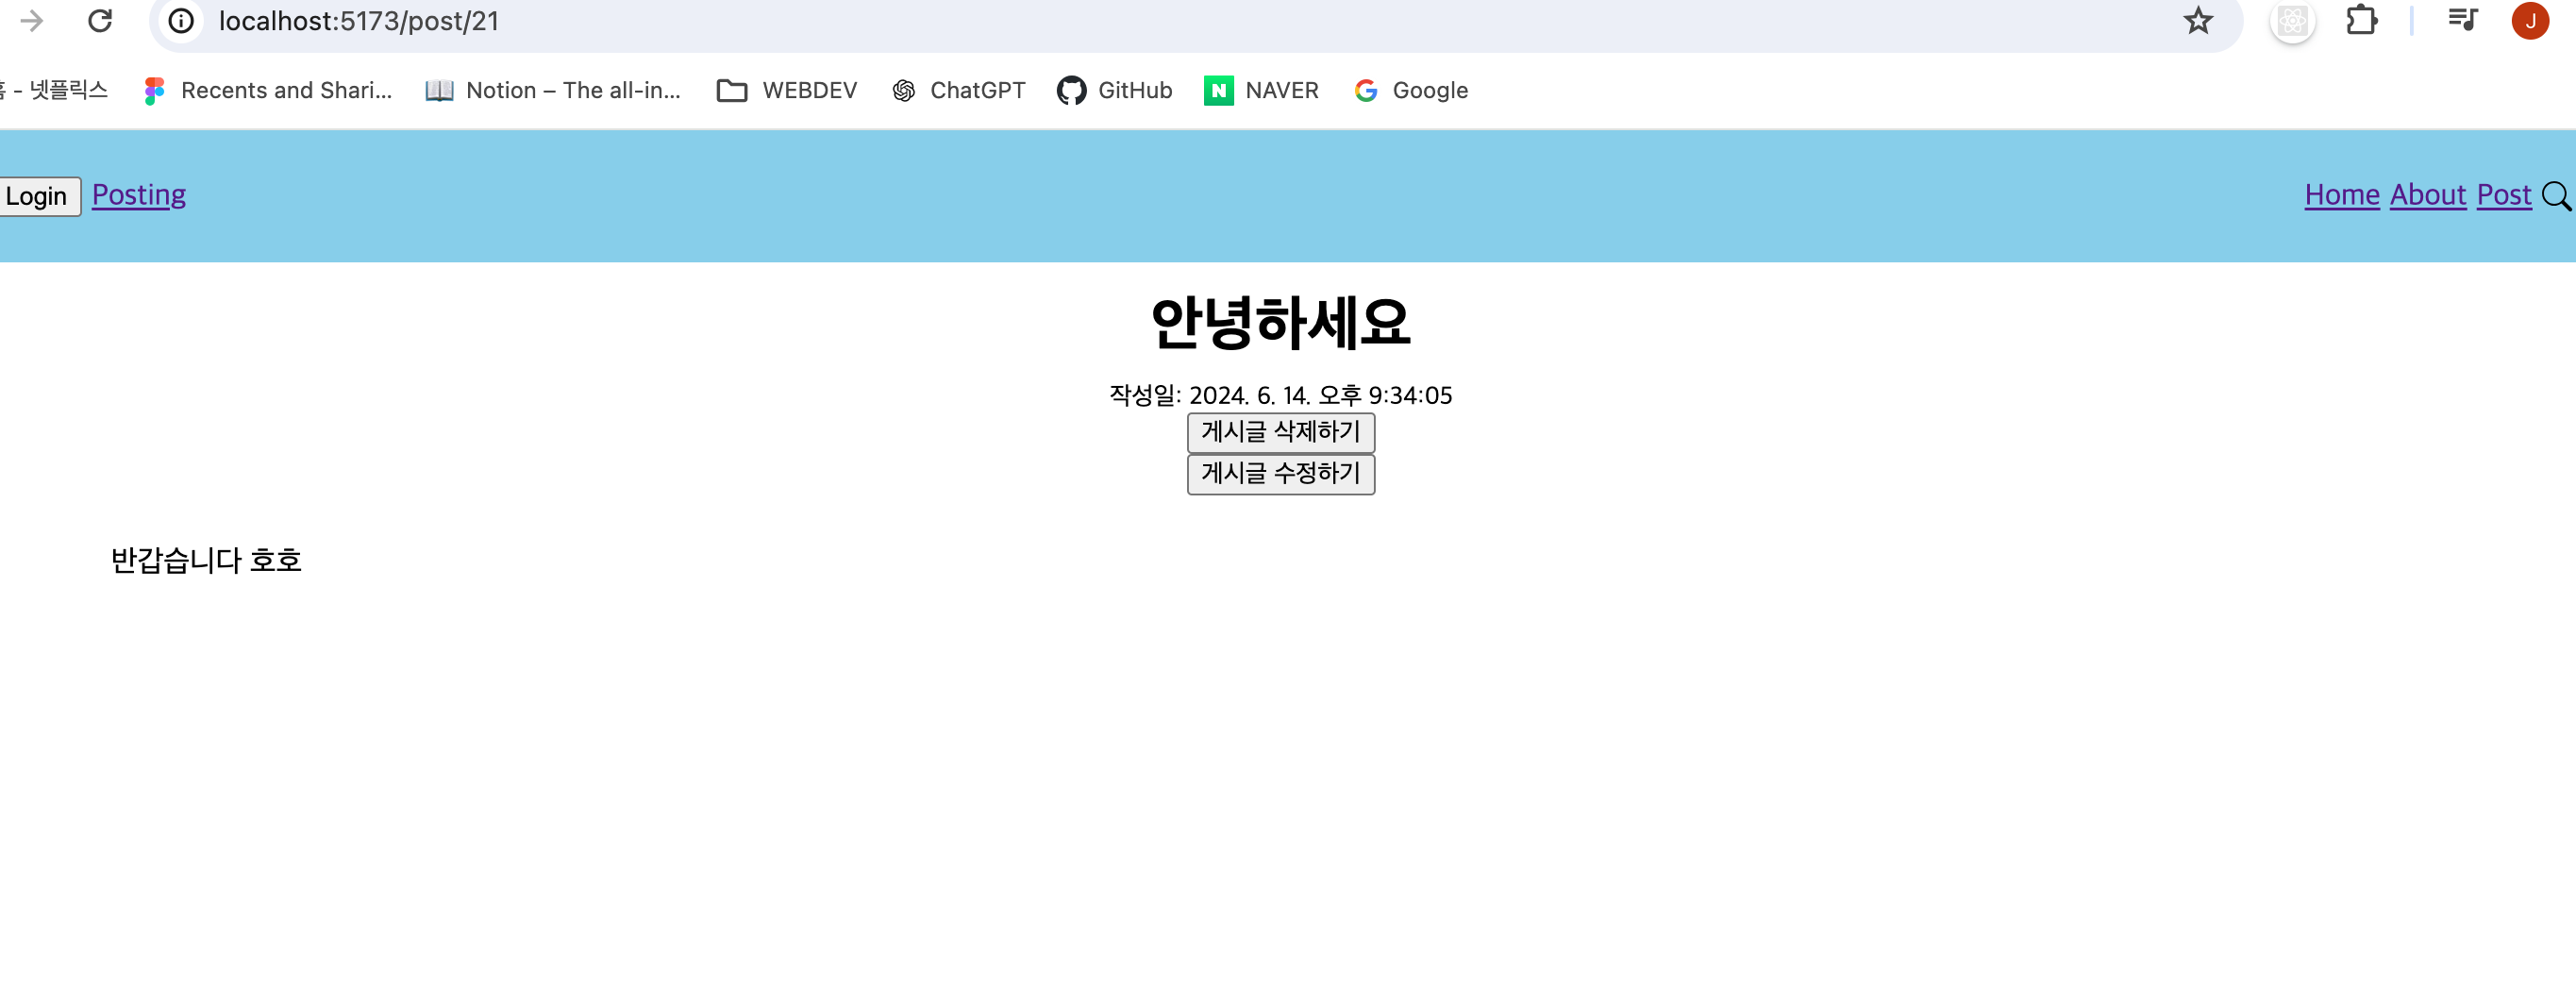 localhost:5173/post/21
- 넷플릭스 Recents and Shari... Notion – The all-in... WEBDEV ChatGPT GitHub N NAVER Google J
Login Posting Home About Post
안녕하세요
작성일: 2024. 6. 14. 오후 9:34:05
게시글 삭제하기
게시글 수정하기
반갑습니다 호호